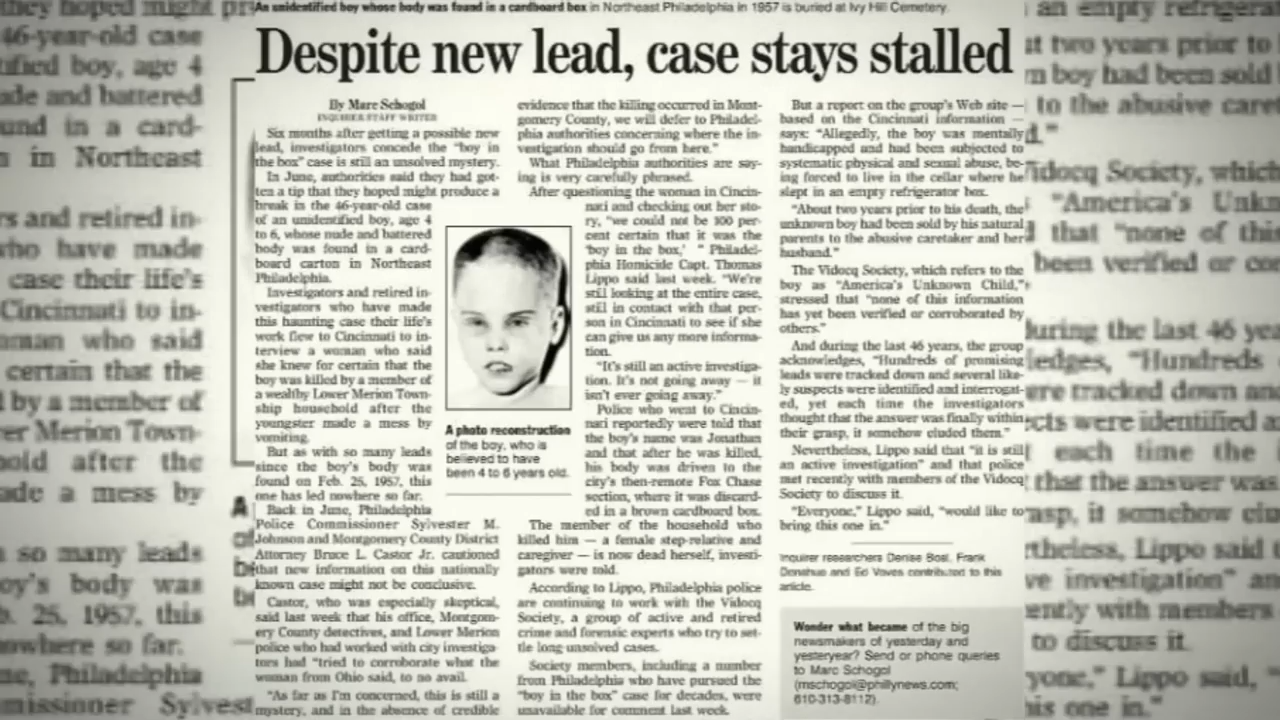 An unidentified boy whose body was found in a cardboard box in Northeast Philadelphia in 1957 is buried at Ivy Hill Cemetery.
Despite new lead, case stays stalled
By Marc Schogol
INQUIRER STAFF WRITER
Six months after getting a possible new
lead, investigators concede the "boy in
the box" case is still an unsolved mystery.
In June, authorities said they had got-
ten a tip that they hoped might produce a
break in the 46-year-old case
of an unidentified boy, age 4
to 6, whose nude and battered
body was found in a card-
board carton in Northeast
Philadelphia.
Investigators and retired in-
vestigators who have made
this haunting case their life's
work flew to Cincinnati to in-
terview a woman who said
she knew for certain that the
boy was killed by a member of
a wealthy Lower Merion Town-
ship household after the
youngster made a mess by
vomiting.
But as with so many leads
since the boy's body was
found on Feb. 25, 1957, this
one has led nowhere so far.
Back in June, Philadelphia
Police Commissioner Sylvester M.
Johnson and Montgomery County District
Attorney Bruce L. Castor Jr. cautioned
that new information on this nationally
known case might not be conclusive.
Castor, who was especially skeptical,
said last week that his office, Montgom-
ery County detectives, and Lower Merion
police who had worked with city investiga-
tors had "tried to corroborate what the
woman from Ohio said, to no avail.
"As far as I'm concerned, this is still a
mystery, and in the absence of credible
evidence that the killing occurred in Mont-
gomery County, we will defer to Philadel-
phia authorities concerning where the in-
vestigation should go from here."
What Philadelphia authorities are say-
ing is very carefully phrased.
After questioning the woman in Cincin-
nati and checking out her sto-
ry, "we could not be 100 per-
cent certain that it was the
'boy in the box,' " Philadel-
phia Homicide Capt. Thomas
Lippo said last week. "We're
still looking at the entire case,
still in contact with that per-
son in Cincinnati to see if she
can give us any more informa-
tion.
"It's still an active investiga-
tion. It's not going away — it
isn't ever going away."
Police who went to Cincin-
nati reportedly were told that
the boy's name was Jonathan
and that after he was killed,
his body was driven to the
city's then-remote Fox Chase
section, where it was discard-
ed in a brown cardboard box.
The member of the household who
killed him — a female step-relative and
caregiver — is now dead herself, investi-
gators were told.
According to Lippo, Philadelphia police
are continuing to work with the Vidocq
Society, a group of active and retired
crime and forensic experts who try to set-
tle long unsolved cases.
Society members, including a number
from Philadelphia who have pursued the
"boy in the box" case for decades, were
unavailable for comment last week.
A photo reconstruction
of the boy, who is
believed to have
been 4 to 6 years old.
But a report on the group's Web site —
based on the Cincinnati information —
says: "Allegedly, the boy was mentally
handicapped and had been subjected to
systematic physical and sexual abuse, be-
ing forced to live in the cellar where he
slept in an empty refrigerator box.
"About two years prior to his death, the
unknown boy had been sold by his natural
parents to the abusive caretaker and her
husband."
The Vidocq Society, which refers to the
boy as "America's Unknown Child,"
stressed that "none of this information
has yet been verified or corroborated by
others."
And during the last 46 years, the group
acknowledges, "Hundreds of promising
leads were tracked down and several like-
ly suspects were identified and interrogat-
ed, yet each time the investigators
thought that the answer was finally within
their grasp, it somehow eluded them."
Nevertheless, Lippo said that "it is still
an active investigation" and that police
met recently with members of the Vidocq
Society to discuss it.
"Everyone," Lippo said, "would like to
bring this one in."
Inquirer researchers Denise Boal, Frank
Donahue and Ed Voves contributed to this
article.
Wonder what became of the big
newsmakers of yesterday and
yesteryear? Send or phone queries
to Marc Schogol
(mschogol@phillynews.com;
610-313-8112).